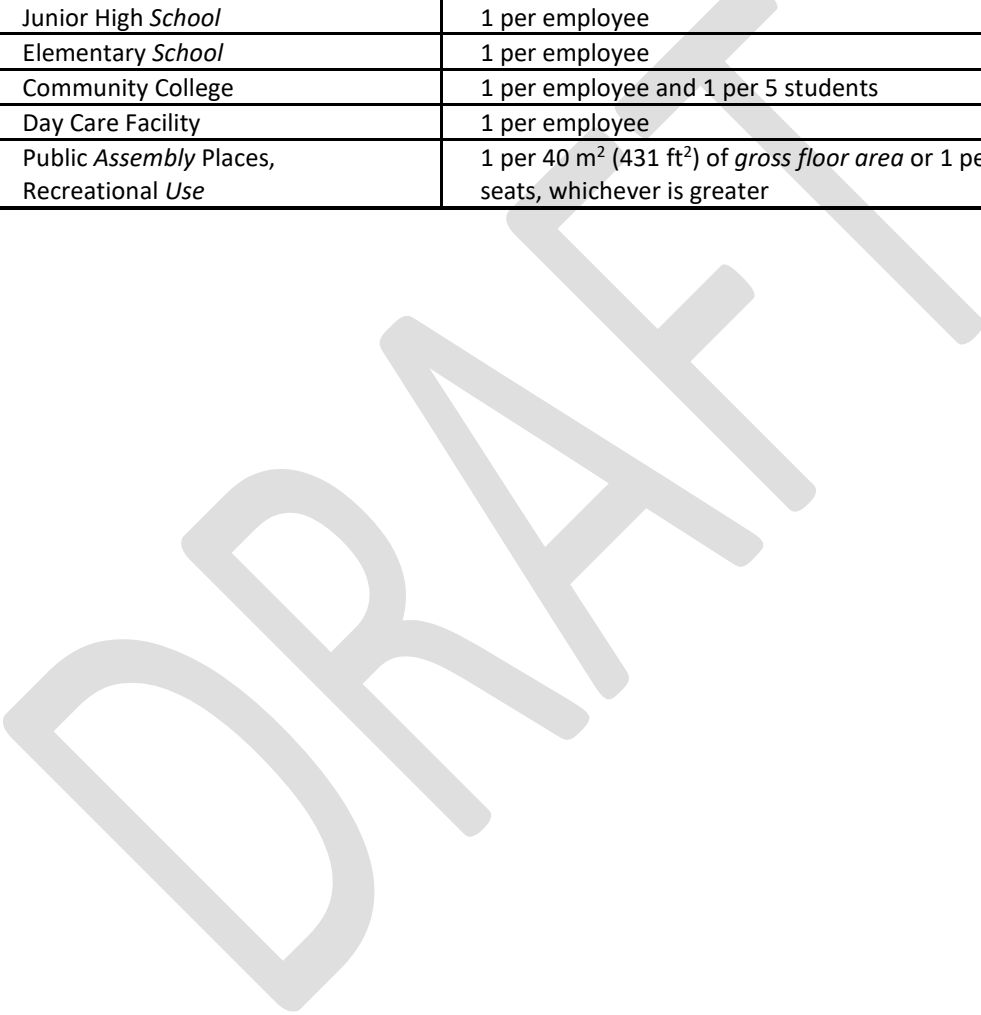 Junior High School 1 per employee
Elementary School 1 per employee
Community College 1 per employee and 1 per 5 students
Day Care Facility 1 per employee
Public Assembly Places, 1 per 40 m² (431 ft²) of gross floor area or 1
Recreational Use seats, whichever is greater
DRAFT